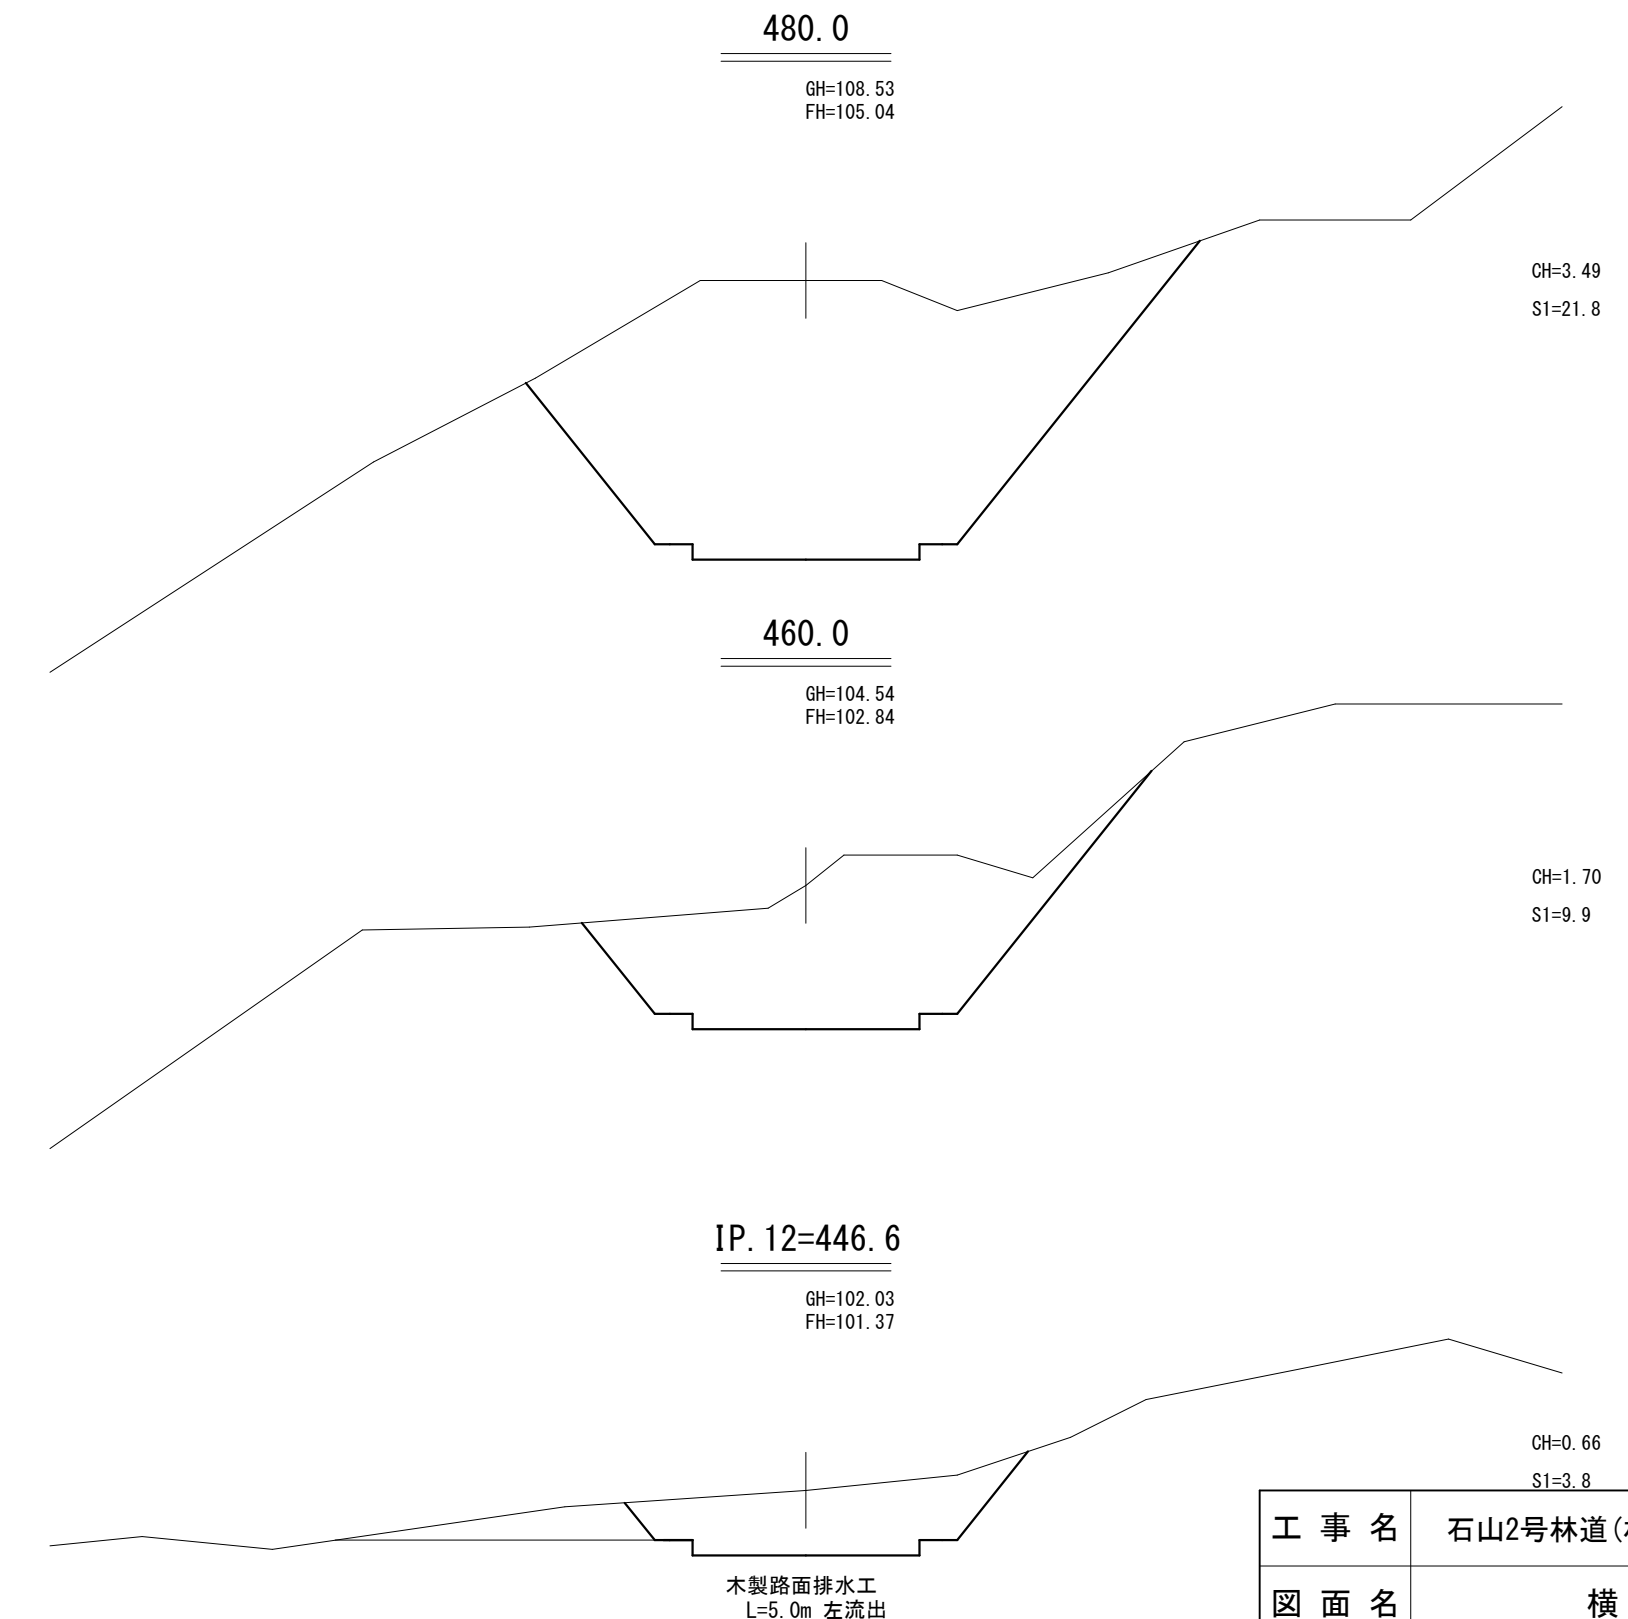 480.0
GH=108.53
FH=105.04
CH=3.49
S1=21.8
460.0
GH=104.54
FH=102.84
CH=1.70
S1=9.9
IP.12=446.6
GH=102.03
FH=101.37
CH=0.66
S1=3.8
木製路面排水工
L=5.0m 左流出
工 事 名 石山2号林道(
図 面 名 横